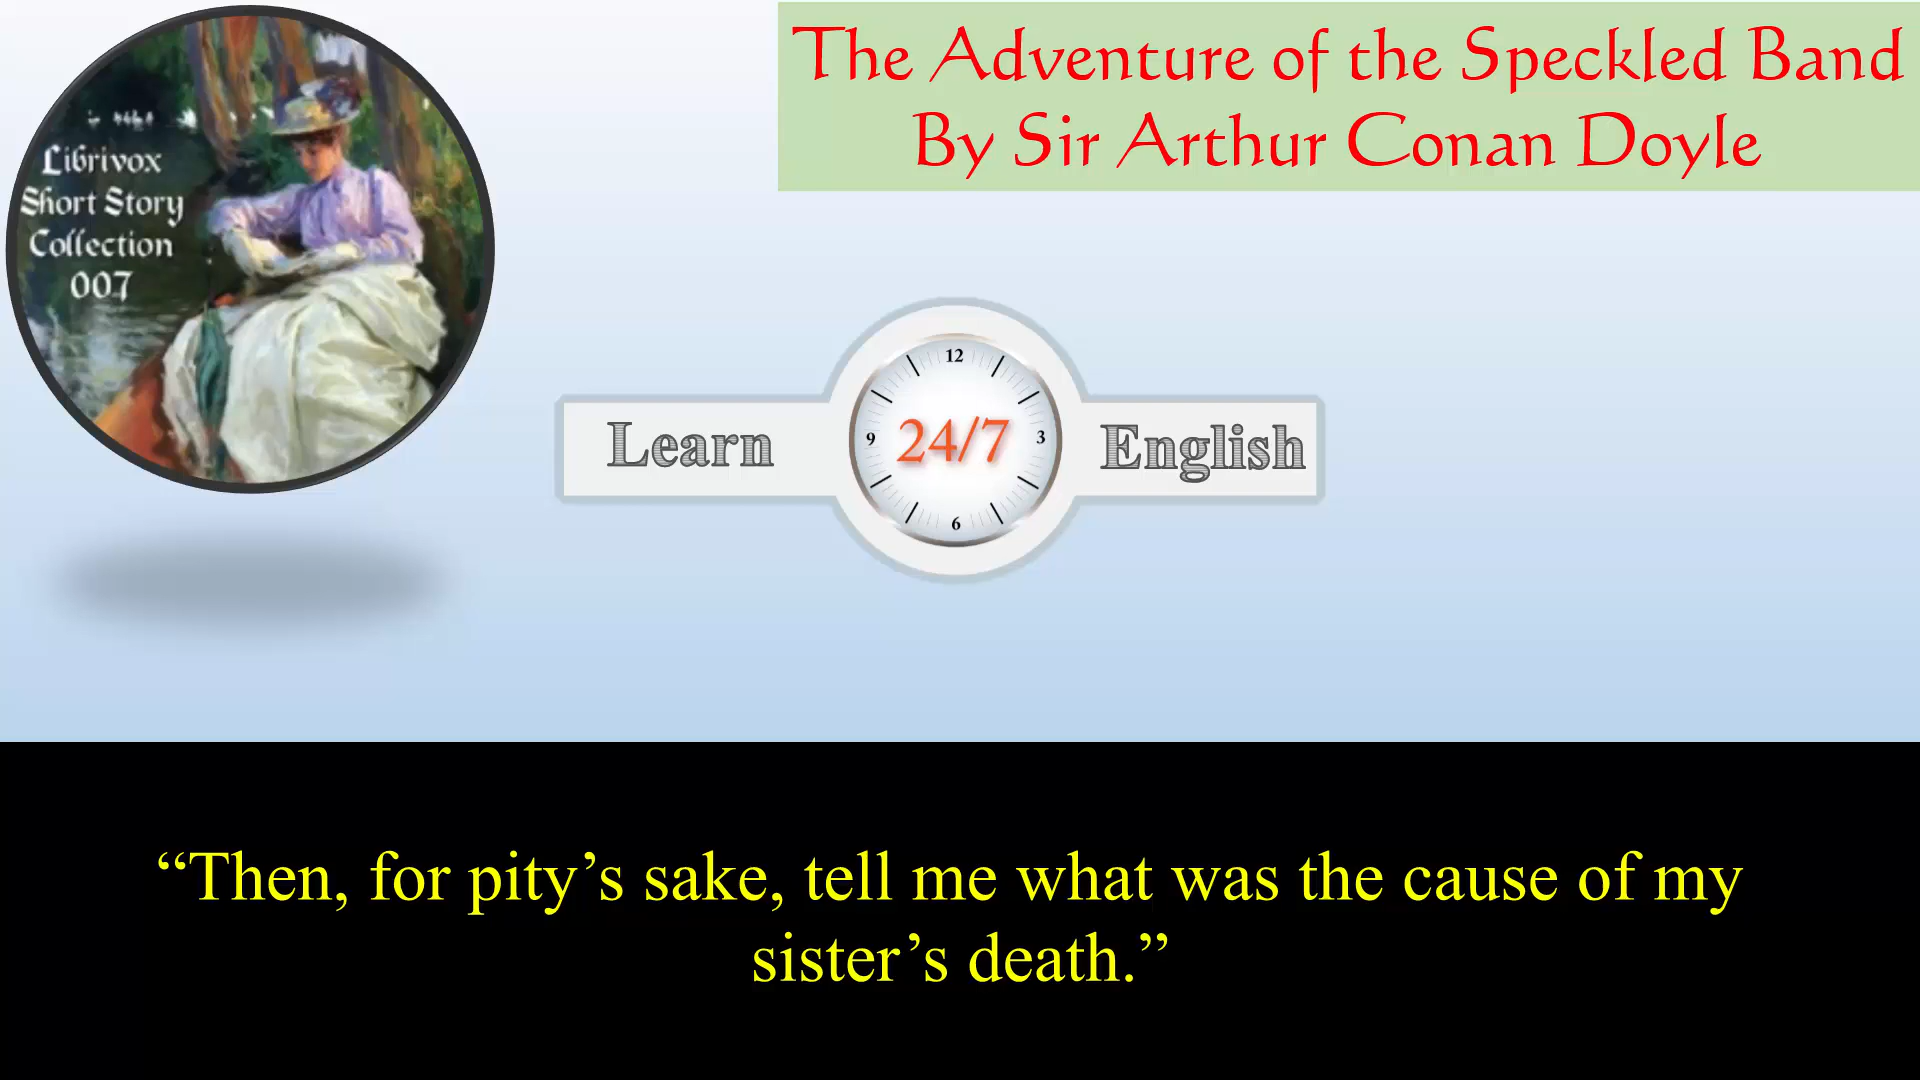 Librivox
Short Story
Collection
007
The Adventure of the Speckled Band
By Sir Arthur Conan Doyle
Learn
24/7
English
12
3
6
9
“Then, for pity’s sake, tell me what was the cause of my
sister’s death.”